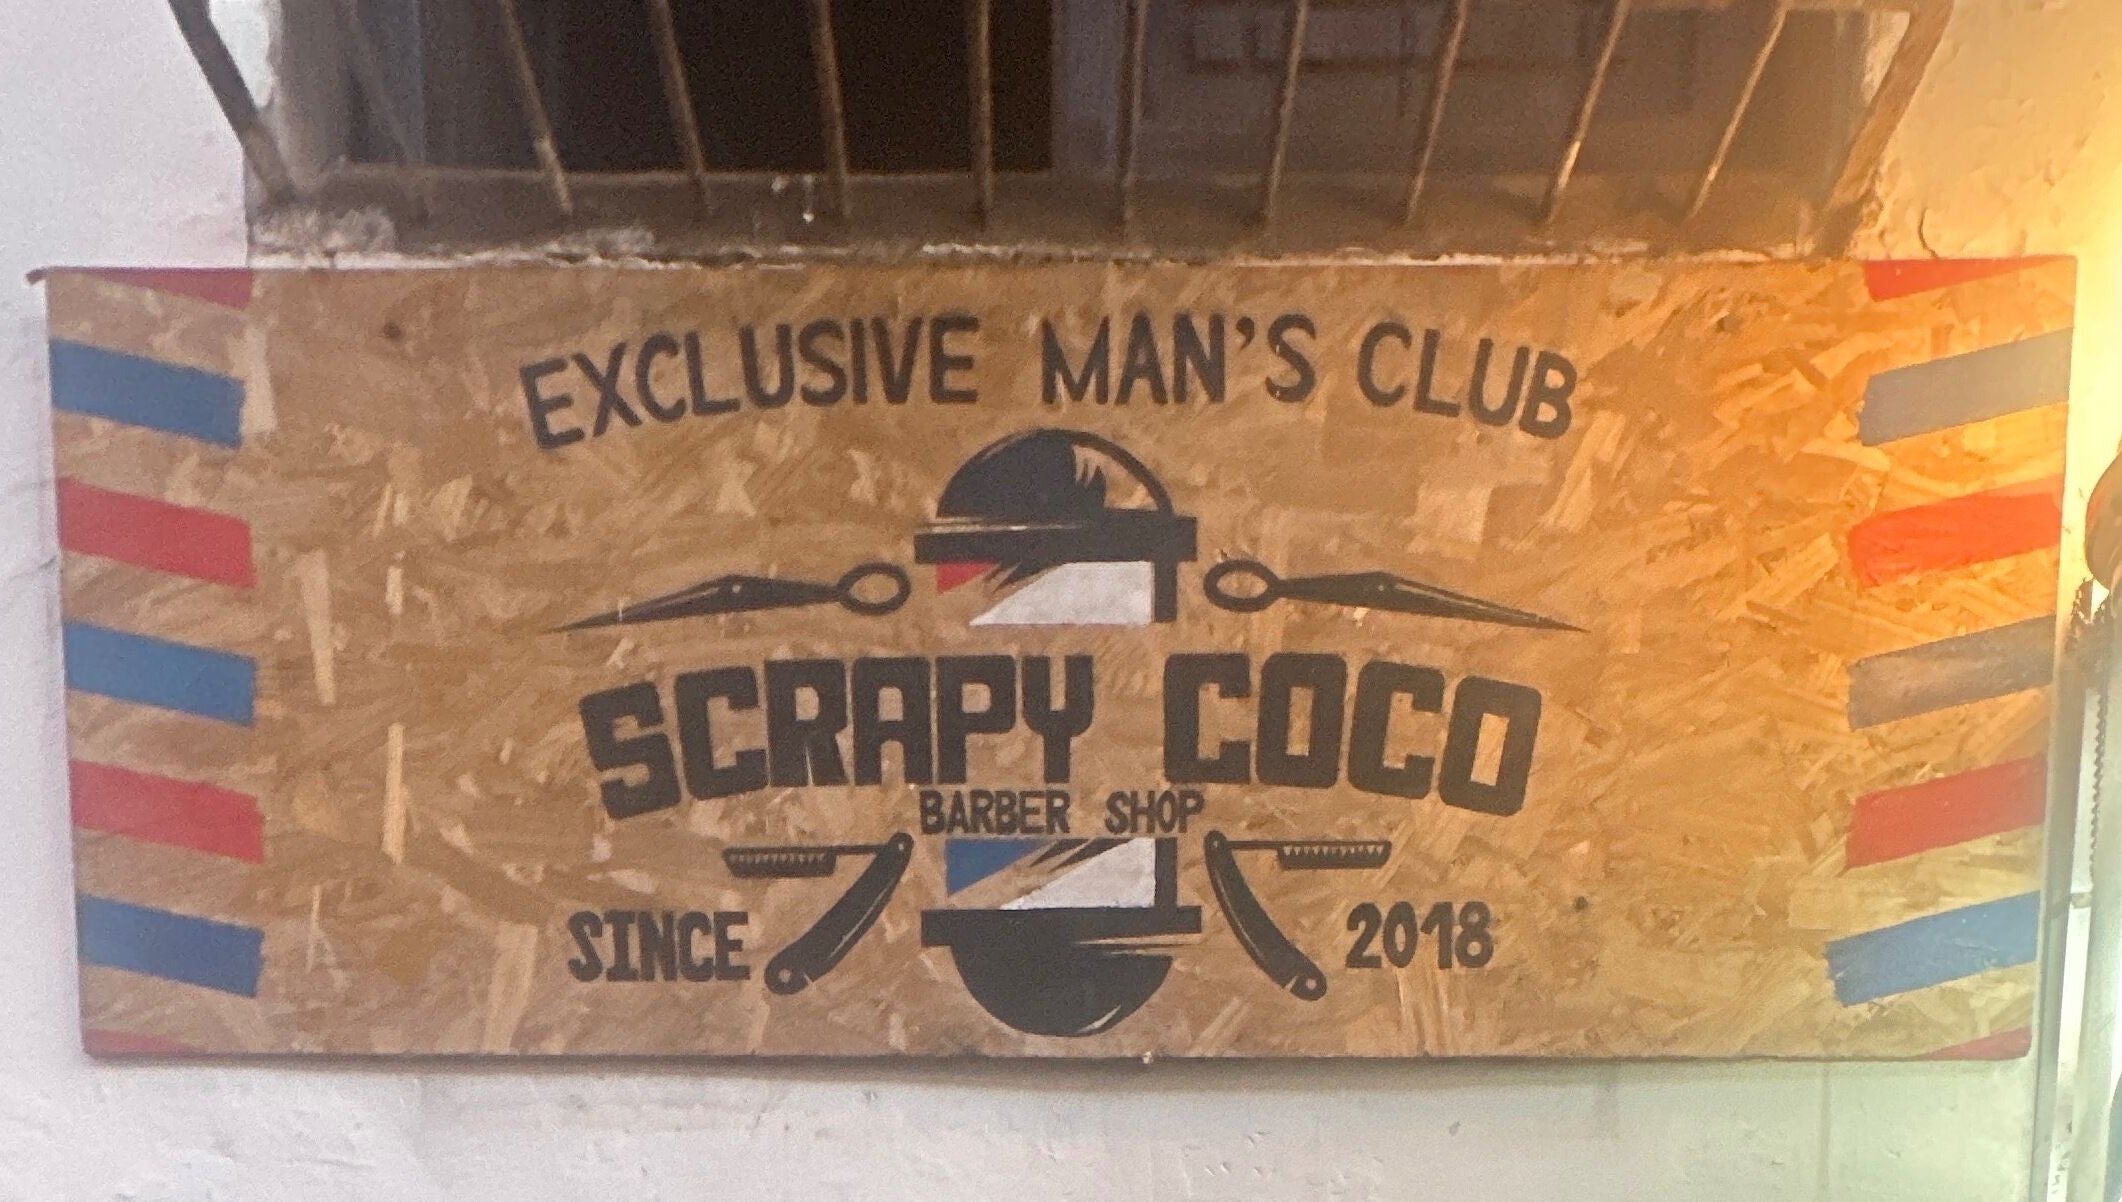 EXCLUSIVE MAN'S CLUB
SCRAPY COCO
BARBER SHOP
SINCE 2018